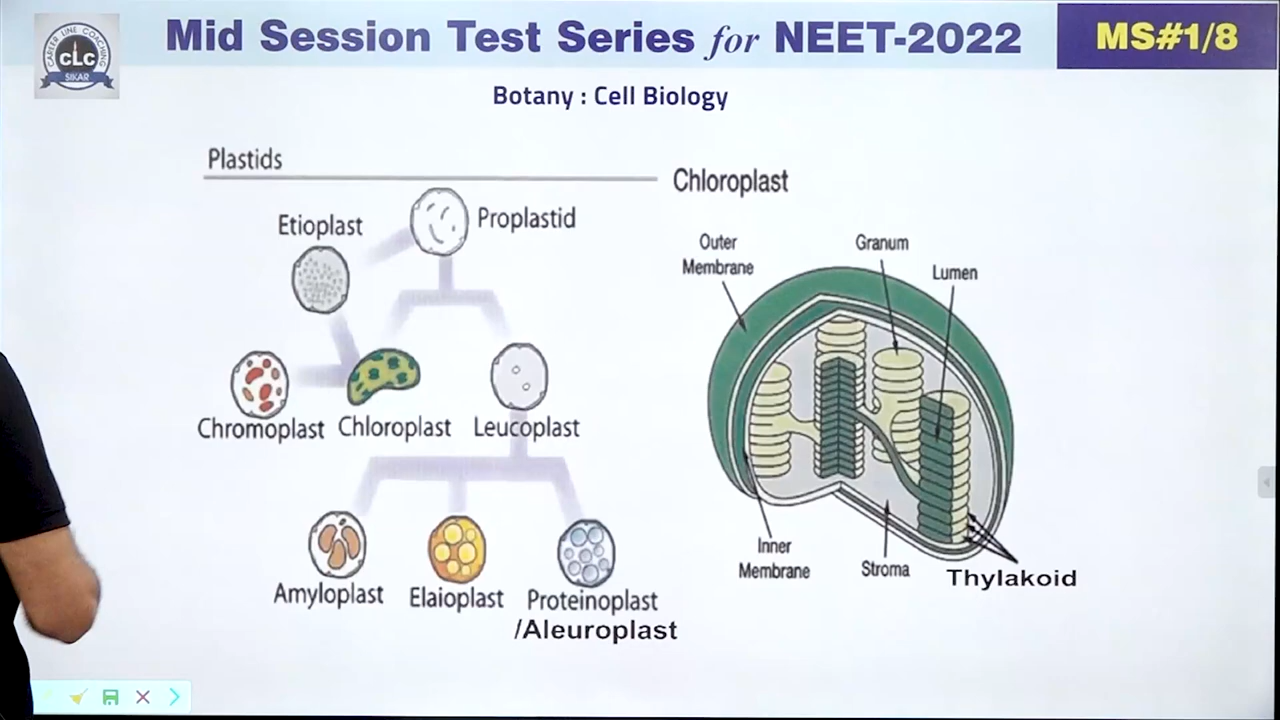 CAREER LINE COACHING
CLC
SIKAR
Mid Session Test Series for NEET-2022
MS#1/8
Botany : Cell Biology
Plastids
Etioplast
Proplastid
Chromoplast
Chloroplast
Leucoplast
Amyloplast
Elaioplast
Proteinoplast
/Aleuroplast
Chloroplast
Outer
Membrane
Granum
Lumen
Inner
Membrane
Stroma
Thylakoid